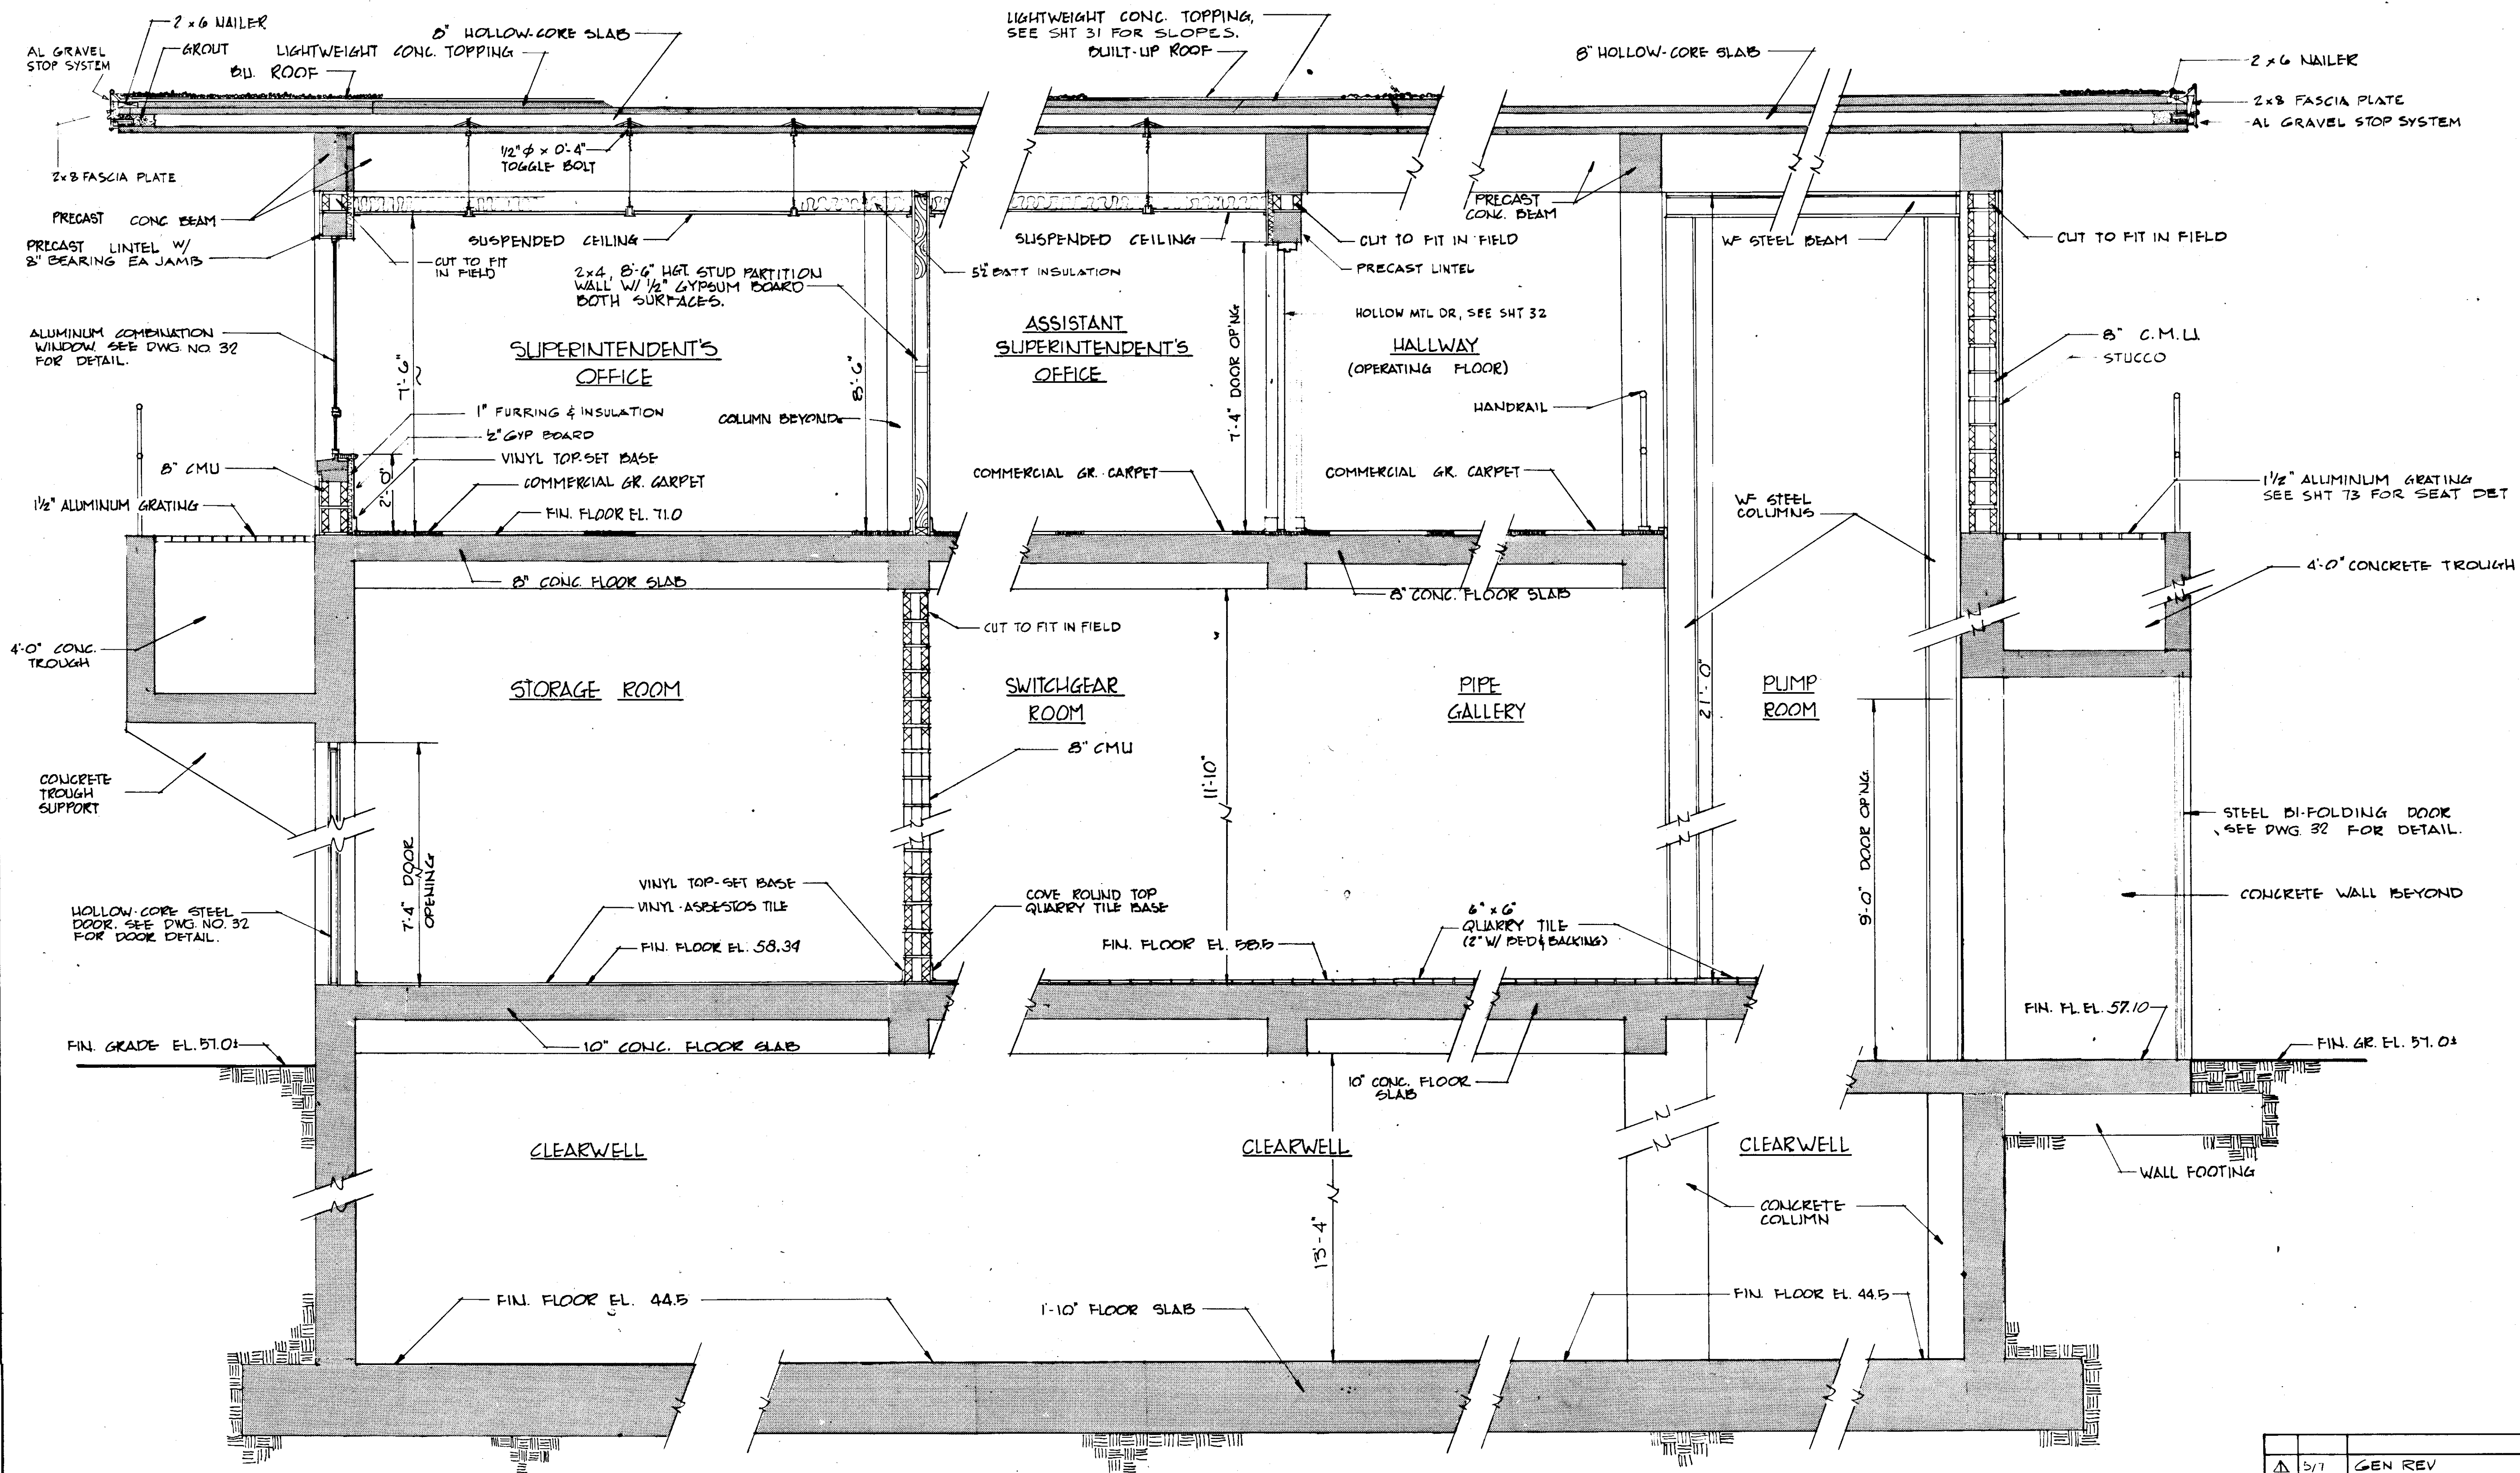 2 x 6 NAILER
GROUT
AL GRAVEL
STOP SYSTEM
LIGHTWEIGHT CONC. TOPPING
B.U. ROOF
8" HOLLOW-CORE SLAB
LIGHTWEIGHT CONC. TOPPING,
SEE SHT 31 FOR SLOPES.
BUILT-UP ROOF
8" HOLLOW-CORE SLAB
2 x 6 NAILER
2x8 FASCIA PLATE
AL GRAVEL STOP SYSTEM
2x8 FASCIA PLATE
1/2" φ x 0'-4"
TOGGLE BOLT
PRECAST CONC BEAM
PRECAST LINTEL W/
8" BEARING EA JAMB
SUSPENDED CEILING
CUT TO FIT
IN FIELD
2x4, 8'-6" HGT. STUD PARTITION
WALL W/ 1/2" GYPSUM BOARD
BOTH SURFACES.
5½" BATT INSULATION
SUSPENDED CEILING
CUT TO FIT IN FIELD
PRECAST LINTEL
PRECAST
CONC. BEAM
WF STEEL BEAM
CUT TO FIT IN FIELD
ALUMINUM COMBINATION
WINDOW. SEE DWG. NO. 32
FOR DETAIL.
7'-6"
SUPERINTENDENT'S
OFFICE
8'-6"
ASSISTANT
SUPERINTENDENT'S
OFFICE
7'-4" DOOR OP'NG
HOLLOW MTL DR, SEE SHT 32
HALLWAY
(OPERATING FLOOR)
8" C.M.U.
STUCCO
1" FURRING & INSULATION
½" GYP BOARD
COLUMN BEYOND
HANDRAIL
8" CMU
VINYL TOP-SET BASE
2'-0"
COMMERCIAL GR. CARPET
COMMERCIAL GR. CARPET
COMMERCIAL GR. CARPET
1½" ALUMINUM GRATING
FIN. FLOOR EL. 71.0
WF STEEL
COLUMNS
1½" ALUMINUM GRATING
SEE SHT 73 FOR SEAT DET
8" CONC. FLOOR SLAB
8" CONC. FLOOR SLAB
4'-0" CONCRETE TROUGH
CUT TO FIT IN FIELD
4'-0" CONC.
TROUGH
STORAGE ROOM
SWITCHGEAR
ROOM
PIPE
GALLERY
21'-0"
PUMP
ROOM
8" CMU
11'-10"
CONCRETE
TROUGH
SUPPORT
7'-4" DOOR
OPENING
9'-0" DOOR OP'NG.
STEEL BI-FOLDING DOOR
SEE DWG. 32 FOR DETAIL.
VINYL TOP-SET BASE
VINYL-ASBESTOS TILE
COVE ROUND TOP
QUARRY TILE BASE
6" x 6"
QUARRY TILE
(2" W/ BED & BACKING)
CONCRETE WALL BEYOND
HOLLOW-CORE STEEL
DOOR. SEE DWG. NO. 32
FOR DOOR DETAIL.
FIN. FLOOR EL. 58.39
FIN. FLOOR EL. 58.5
FIN. FL. EL. 57.10
FIN. GRADE EL. 57.0±
10" CONC. FLOOR SLAB
10" CONC. FLOOR
SLAB
FIN. GR. EL. 57.0±
CLEARWELL
CLEARWELL
CLEARWELL
WALL FOOTING
CONCRETE
COLUMN
13'-4"
FIN. FLOOR EL. 44.5
1'-10" FLOOR SLAB
FIN. FLOOR EL. 44.5
5/7 GEN REV